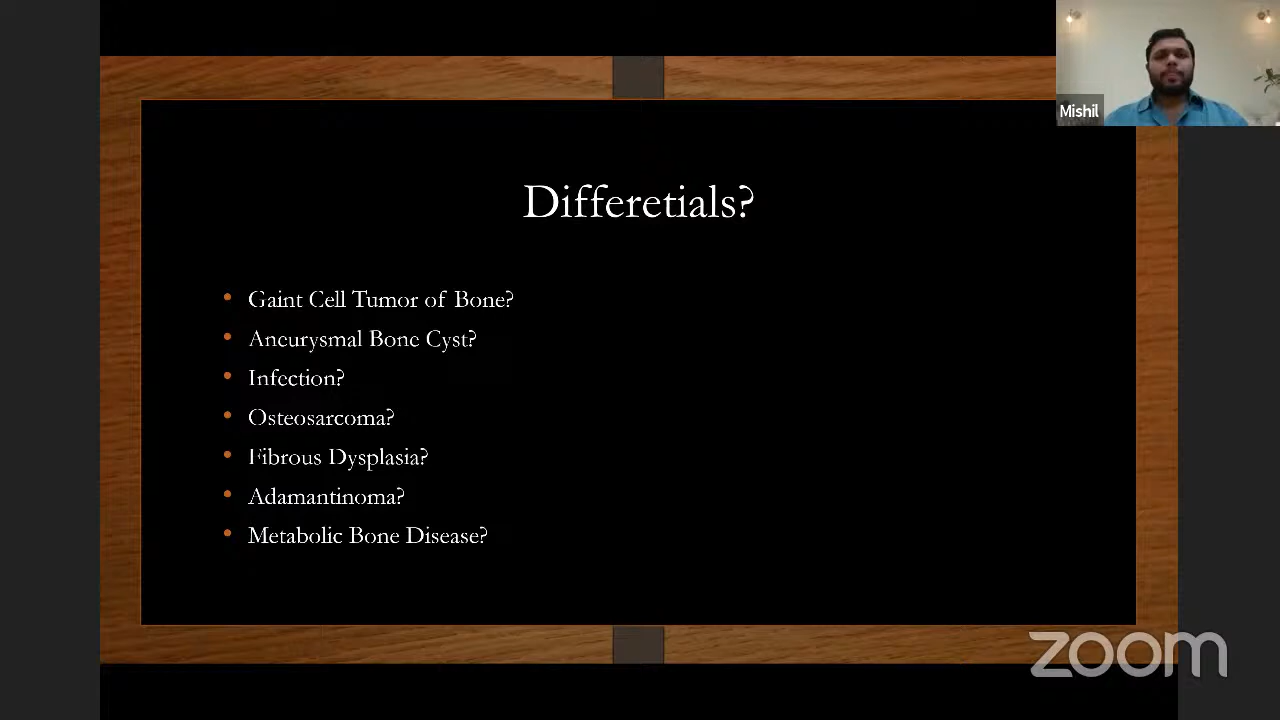 Mishil
Differetials?
• Gaint Cell Tumor of Bone?
• Aneurysmal Bone Cyst?
• Infection?
• Osteosarcoma?
• Fibrous Dysplasia?
• Adamantinoma?
• Metabolic Bone Disease?
zoom